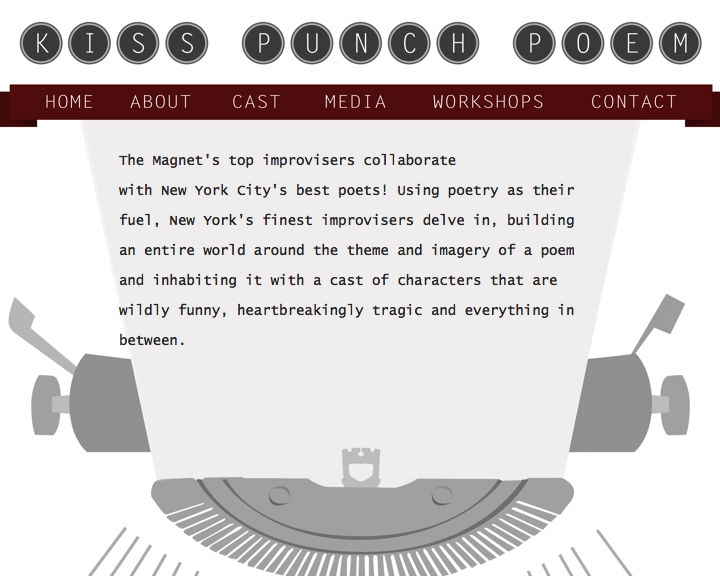 KISS PUNCH POEM
HOME ABOUT CAST MEDIA WORKSHOPS CONTACT
The Magnet's top improvisers collaborate
with New York City's best poets! Using poetry as their
fuel, New York's finest improvisers delve in, building
an entire world around the theme and imagery of a poem
and inhabiting it with a cast of characters that are
wildly funny, heartbreakingly tragic and everything in
between.